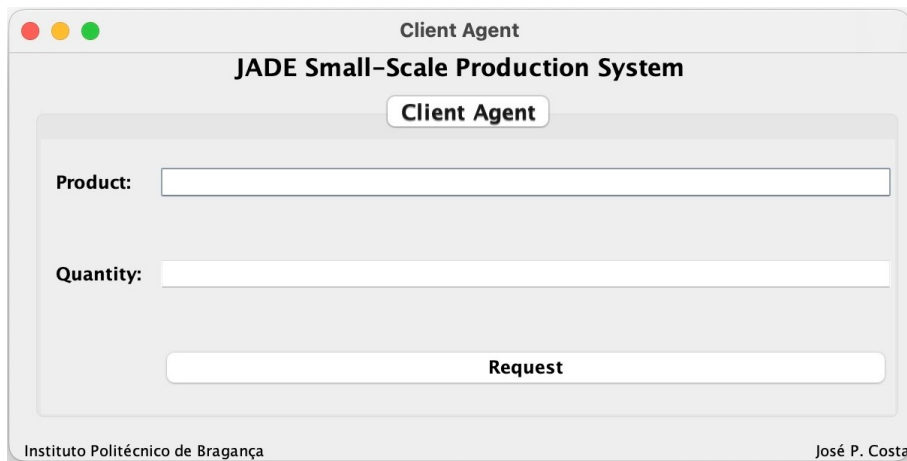 Client Agent
JADE Small-Scale Production System
Client Agent
Product:
Quantity:
Request
Instituto Politécnico de Bragança José P. Costa